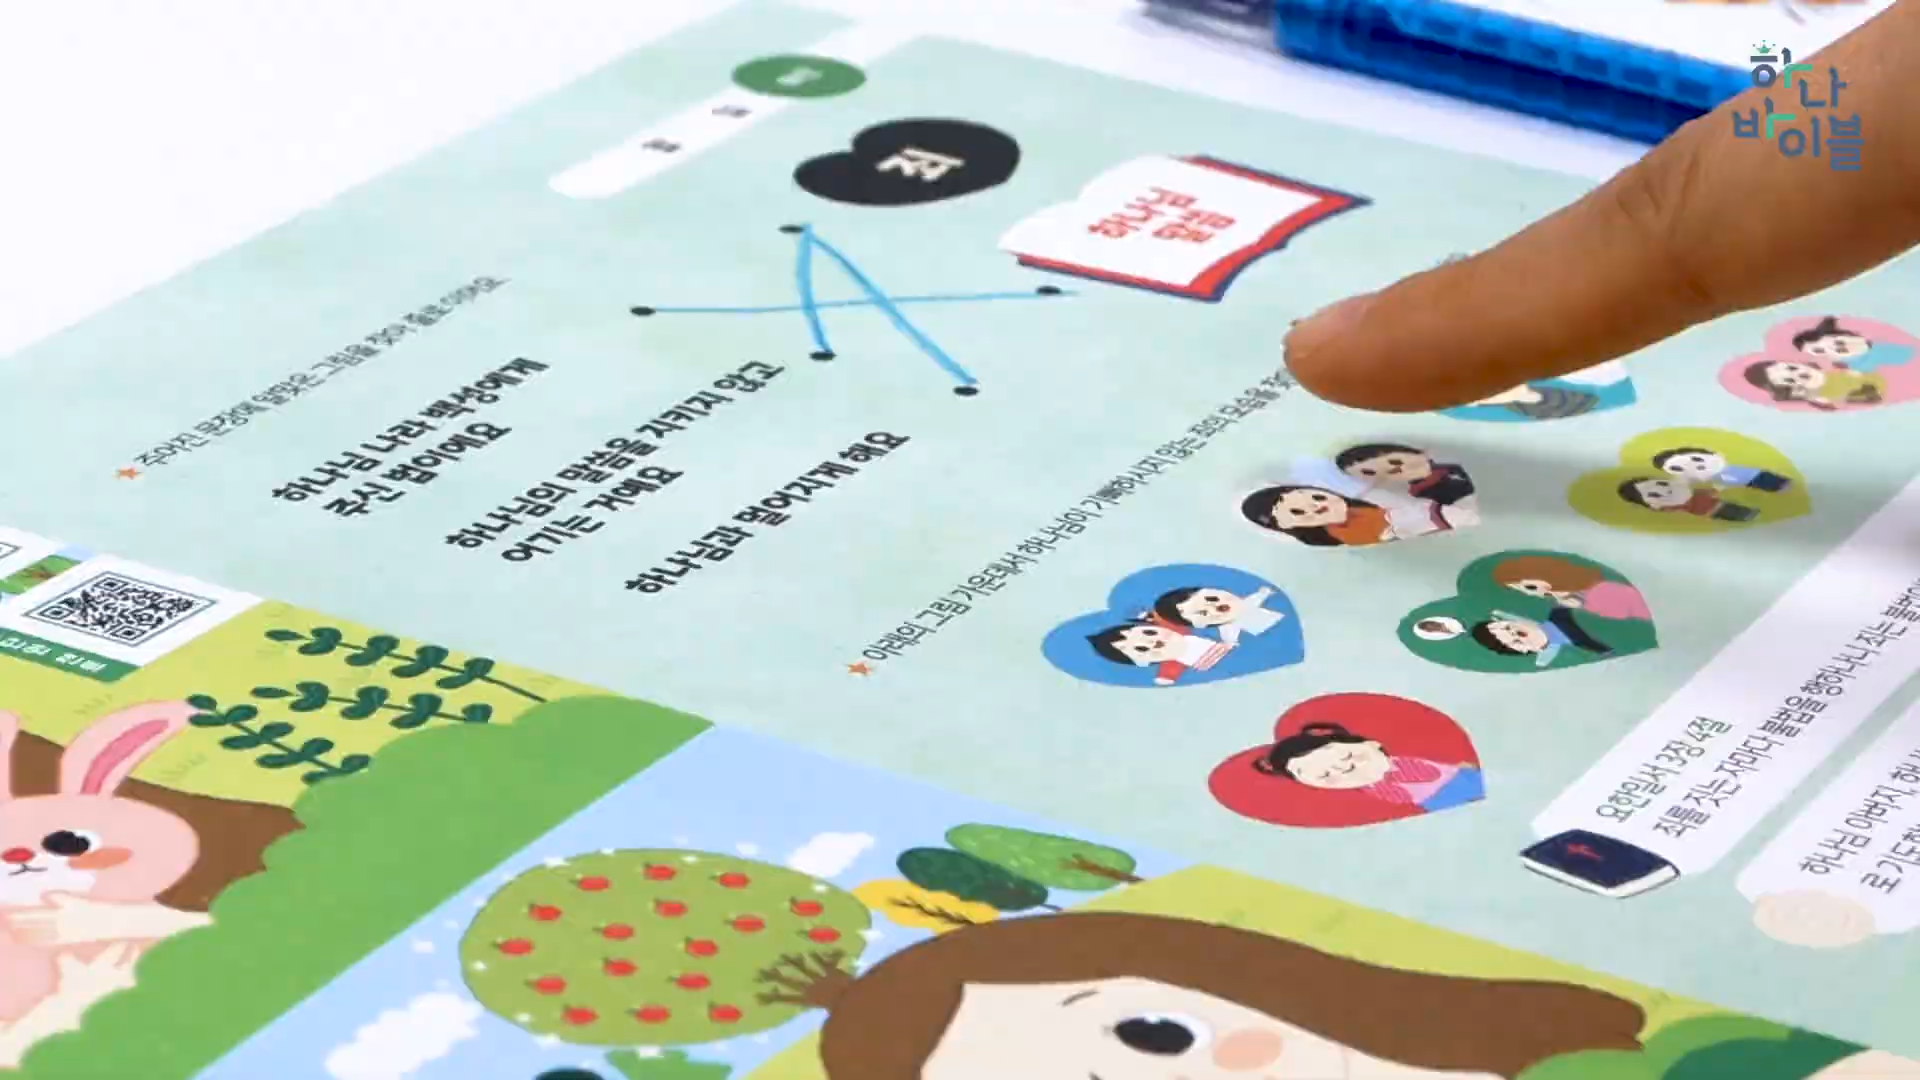 하나
바이블
죄
하나님
말씀
주어진 문장에 알맞은 그림을 찾아 줄로 이어요.
하나님 나라 백성에게
주신 법이에요
하나님의 말씀을 지키지 않고
어기는 거예요
하나님과 멀어지게 해요
아래의 그림 가운데서 하나님이 기뻐하시지 않는 죄의 모습을 찾
요한일서 3장 4절
죄를 짓는 자마다 불법을 행하나니 죄는 불법이
하나님 아버지, 하나
로 기도합